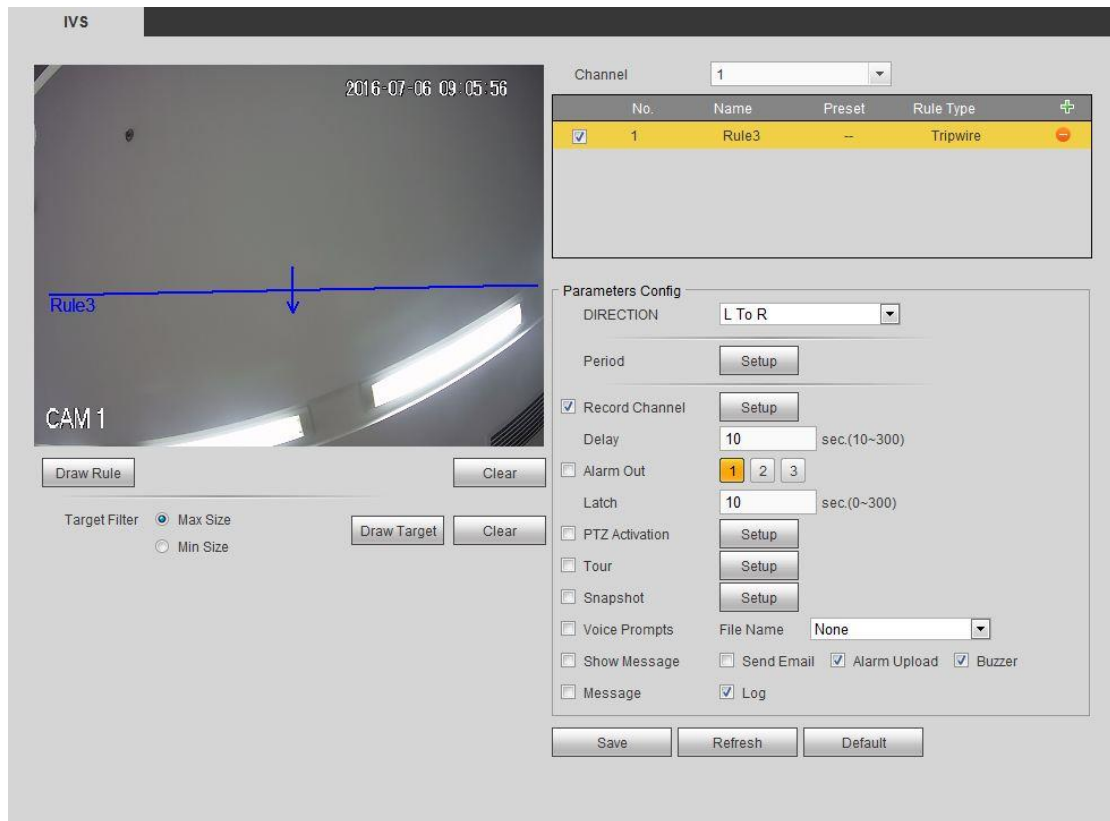 IVS
2016-07-06 09:05:56
Rule3
CAM 1
Draw Rule Clear
Target Filter Max Size Draw Target Clear
Min Size
Channel 1
No. Name Preset Rule Type
1 Rule3 -- Tripwire
Parameters Config
DIRECTION L To R
Period Setup
Record Channel Setup
Delay 10 sec.(10~300)
Alarm Out 1 2 3
Latch 10 sec.(0~300)
PTZ Activation Setup
Tour Setup
Snapshot Setup
Voice Prompts File Name None
Show Message Send Email Alarm Upload Buzzer
Message Log
Save Refresh Default